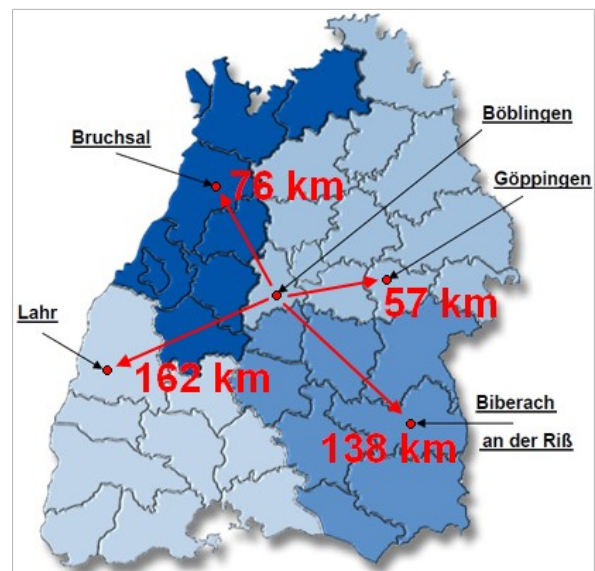 Böblingen
Bruchsal
Göppingen
76 km
57 km
Lahr
162 km
Biberach
an der Riß
138 km